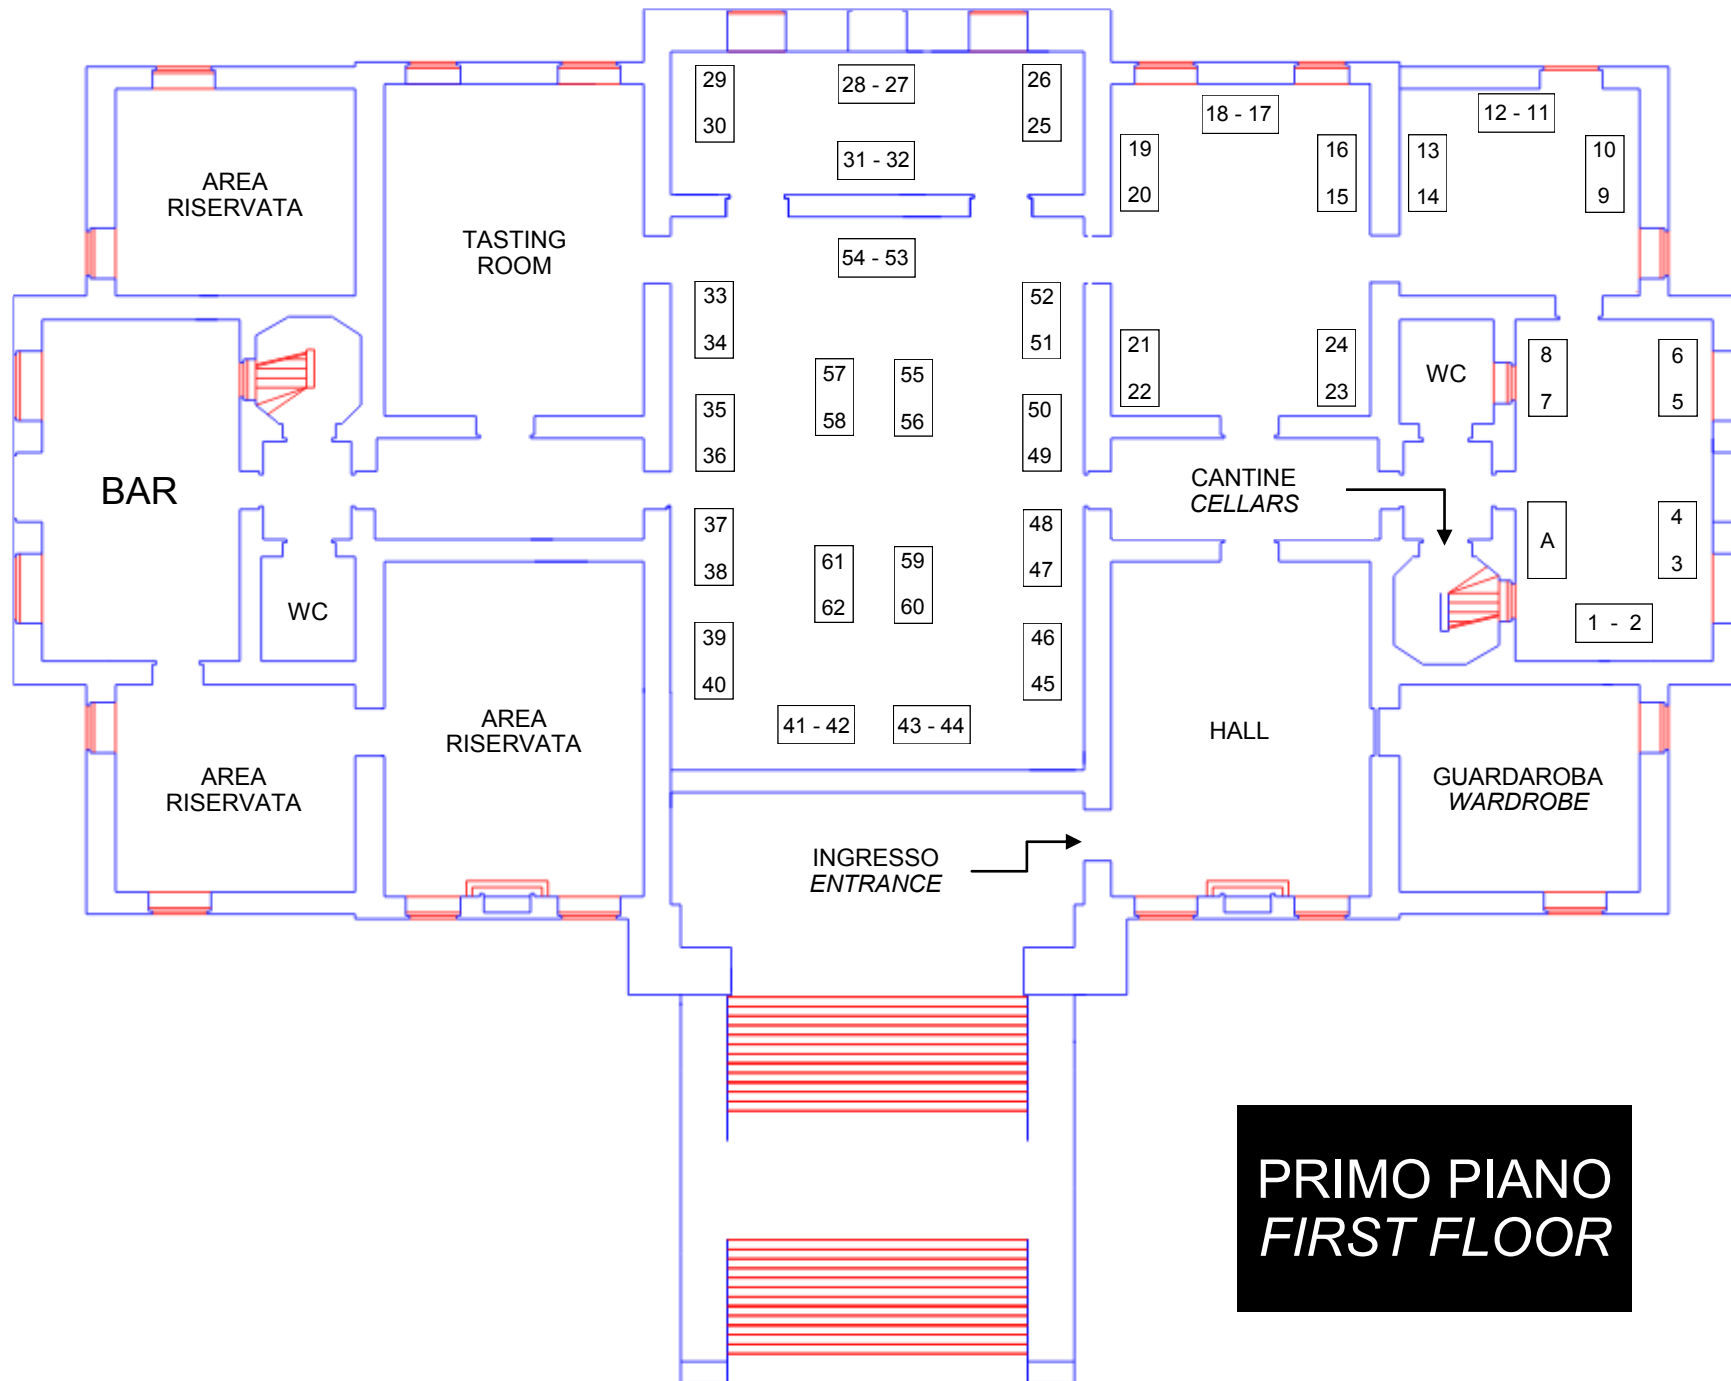 29
30
28 - 27
26
25
31 - 32
18 - 17
19
20
16
15
12 - 11
13
14
10
9
AREA
RISERVATA
TASTING
ROOM
54 - 53
33
34
52
51
57
58
55
56
35
36
50
49
21
22
24
23
WC
8
7
6
5
BAR
CANTINE
CELLARS
37
38
61
62
59
60
48
47
A
4
3
WC
1 - 2
39
40
46
45
41 - 42
43 - 44
AREA
RISERVATA
AREA
RISERVATA
HALL
GUARDAROBA
WARDROBE
INGRESSO
ENTRANCE
PRIMO PIANO
FIRST FLOOR